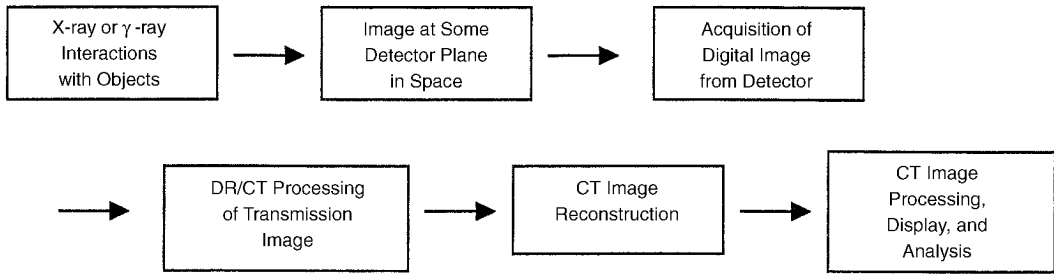 X-ray or γ-ray
Interactions
with Objects
Image at Some
Detector Plane
in Space
Acquisition of
Digital Image
from Detector
DR/CT Processing
of Transmission
Image
CT Image
Reconstruction
CT Image
Processing,
Display, and
Analysis